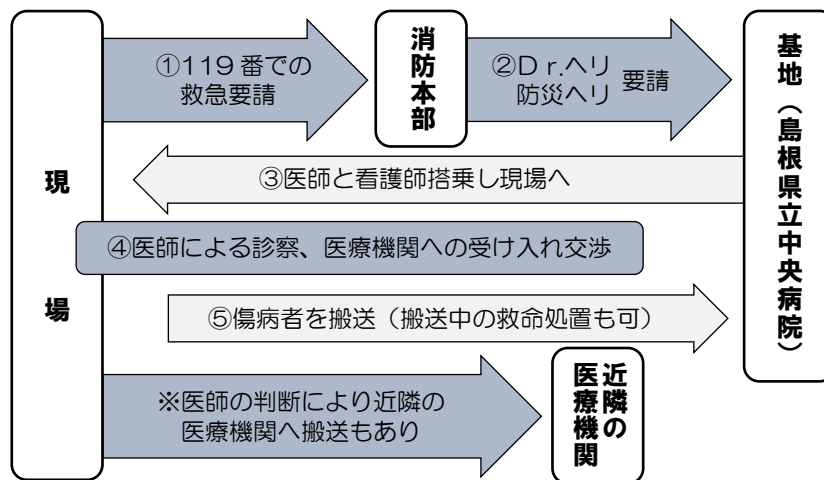 現場
①119番での
救急要請
消防本部
②Ｄｒ.ヘリ
防災ヘリ
要請
基地（島根県立中央病院）
③医師と看護師搭乗し現場へ
④医師による診察、医療機関への受け入れ交渉
⑤傷病者を搬送（搬送中の救命処置も可）
※医師の判断により近隣の
医療機関へ搬送もあり
近隣の
医療機関